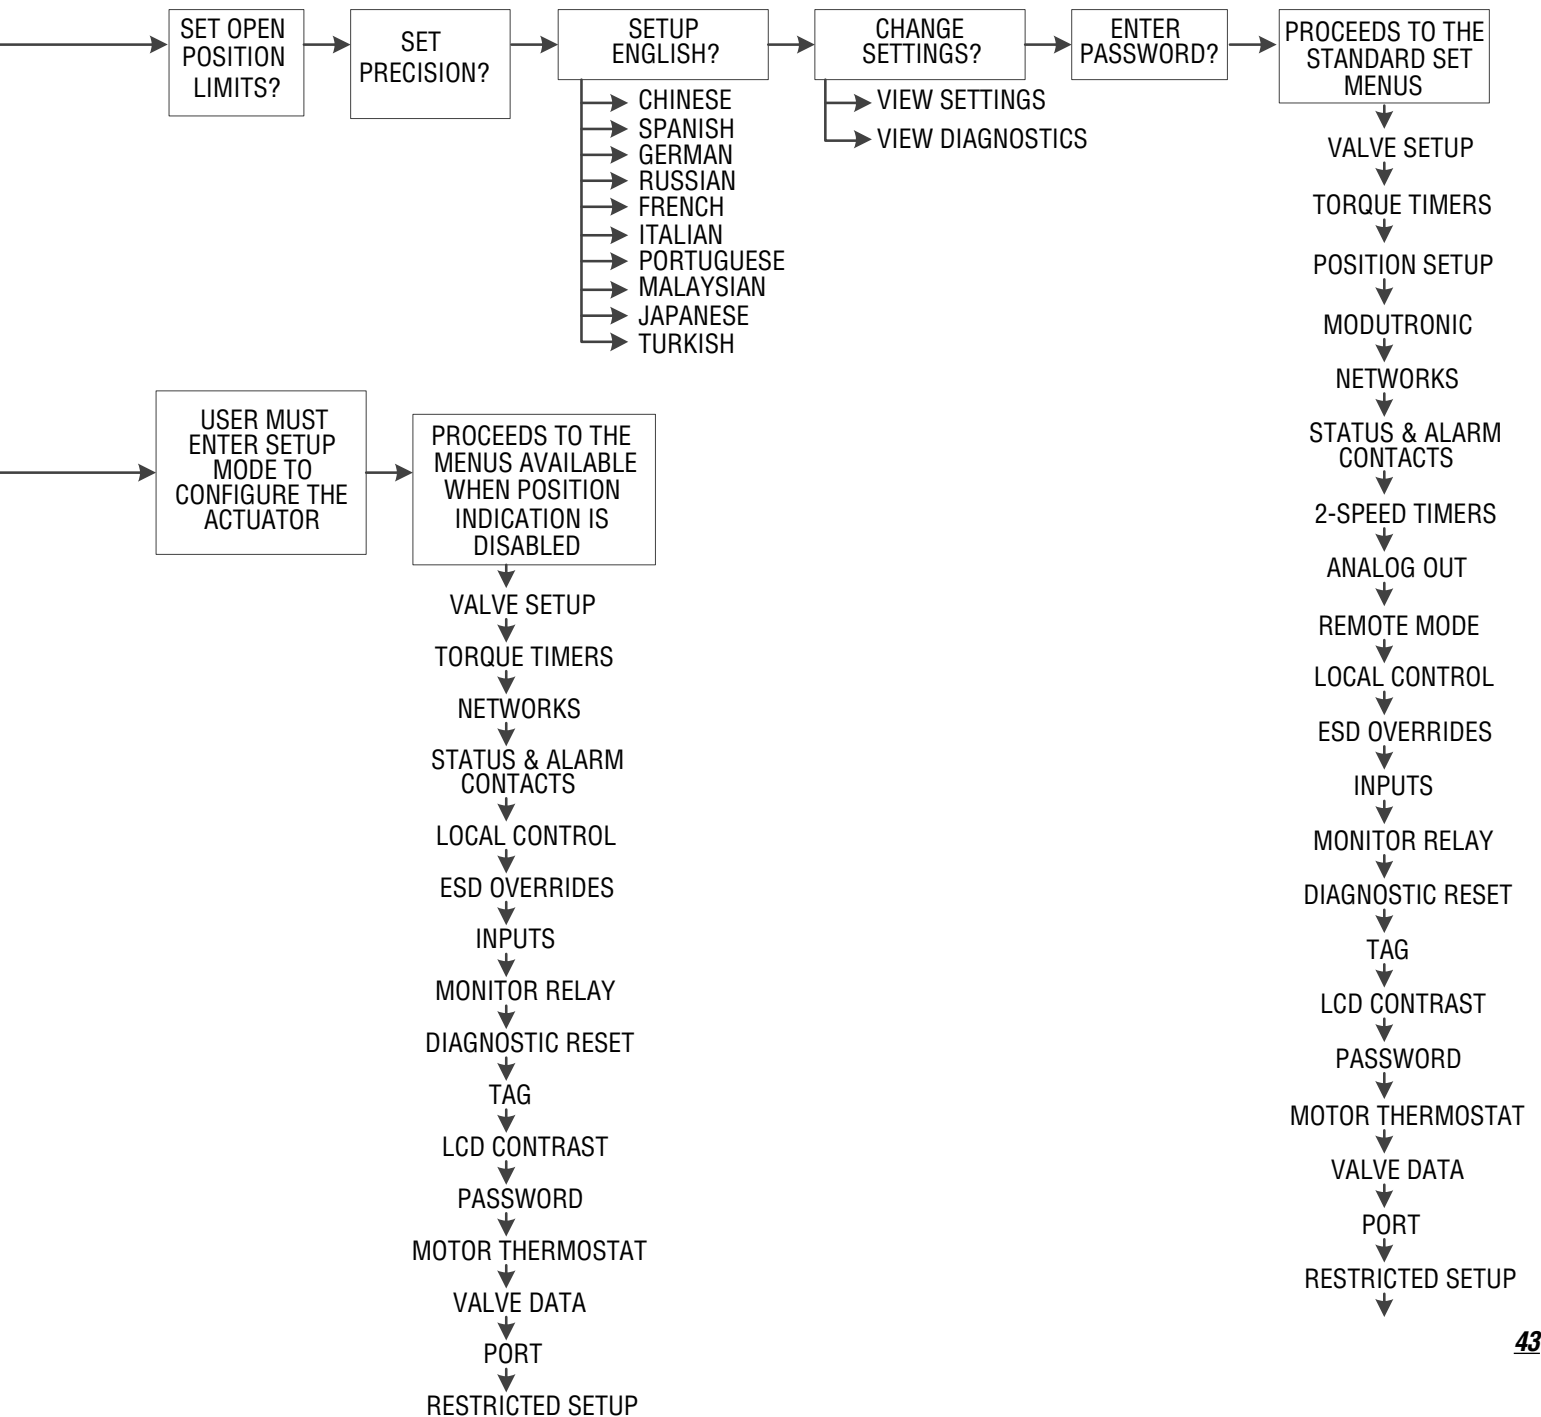 SET OPEN
POSITION
LIMITS?
SET
PRECISION?
SETUP
ENGLISH?
CHINESE
SPANISH
GERMAN
RUSSIAN
FRENCH
ITALIAN
PORTUGUESE
MALAYSIAN
JAPANESE
TURKISH
CHANGE
SETTINGS?
VIEW SETTINGS
VIEW DIAGNOSTICS
ENTER
PASSWORD?
PROCEEDS TO THE
STANDARD SET
MENUS
VALVE SETUP
TORQUE TIMERS
POSITION SETUP
MODUTRONIC
NETWORKS
STATUS & ALARM
CONTACTS
2-SPEED TIMERS
ANALOG OUT
REMOTE MODE
LOCAL CONTROL
ESD OVERRIDES
INPUTS
MONITOR RELAY
DIAGNOSTIC RESET
TAG
LCD CONTRAST
PASSWORD
MOTOR THERMOSTAT
VALVE DATA
PORT
RESTRICTED SETUP
USER MUST
ENTER SETUP
MODE TO
CONFIGURE THE
ACTUATOR
PROCEEDS TO THE
MENUS AVAILABLE
WHEN POSITION
INDICATION IS
DISABLED
VALVE SETUP
TORQUE TIMERS
NETWORKS
STATUS & ALARM
CONTACTS
LOCAL CONTROL
ESD OVERRIDES
INPUTS
MONITOR RELAY
DIAGNOSTIC RESET
TAG
LCD CONTRAST
PASSWORD
MOTOR THERMOSTAT
VALVE DATA
PORT
RESTRICTED SETUP
43